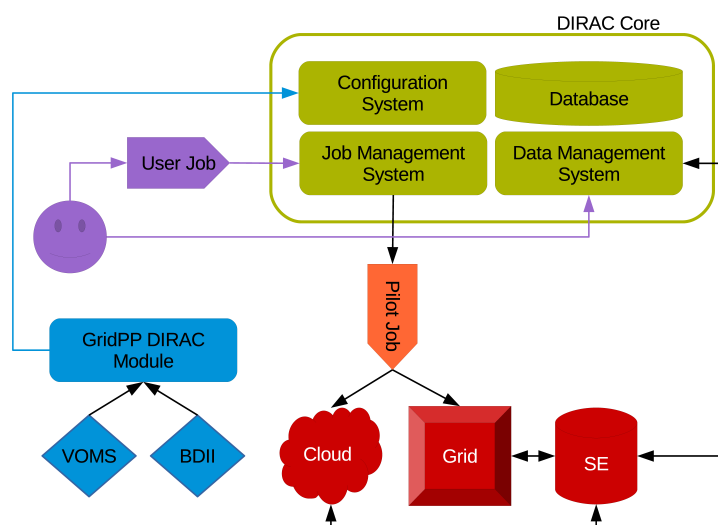 DIRAC Core
Configuration
System
Database
User Job
Job Management
System
Data Management
System
Pilot Job
GridPP DIRAC
Module
VOMS
BDII
Cloud
Grid
SE